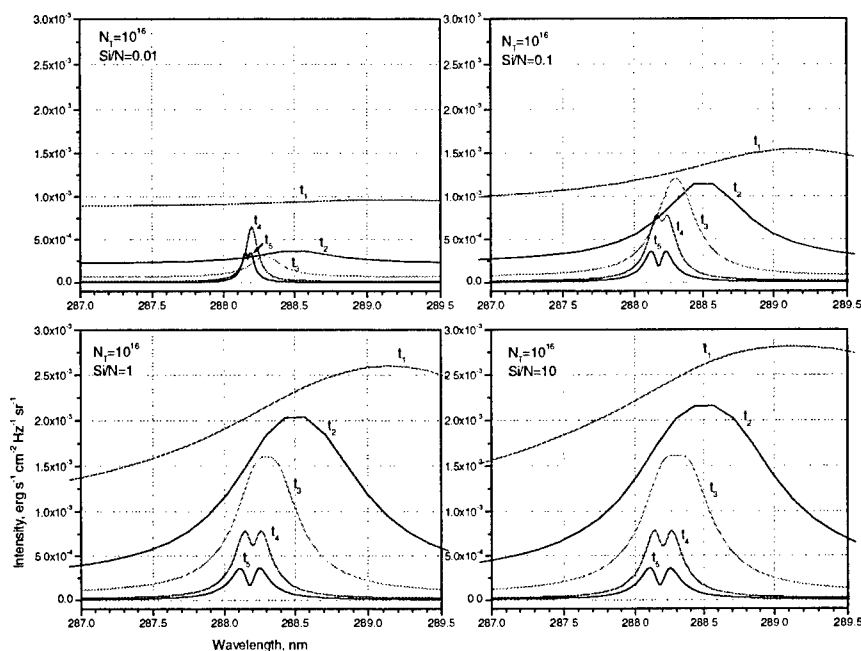 3.0x10⁻³
2.5x10⁻³
2.0x10⁻³
1.5x10⁻³
1.0x10⁻³
5.0x10⁻⁴
0.0
N_T=10¹⁶
Si/N=0.01
t₁
t₄
t₅
t₂
t₃
287.0 287.5 288.0 288.5 289.0 289.5
3.0x10⁻³
2.5x10⁻³
2.0x10⁻³
1.5x10⁻³
1.0x10⁻³
5.0x10⁻⁴
0.0
N_T=10¹⁶
Si/N=0.1
t₁
t₂
t₃
t₄
t₅
287.0 287.5 288.0 288.5 289.0 289.5
Intensity, erg s⁻¹ cm⁻² Hz⁻¹ sr⁻¹
3.0x10⁻³
2.5x10⁻³
2.0x10⁻³
1.5x10⁻³
1.0x10⁻³
5.0x10⁻⁴
0.0
N_T=10¹⁶
Si/N=1
t₁
t₂
t₃
t₄
t₅
287.0 287.5 288.0 288.5 289.0 289.5
3.0x10⁻³
2.5x10⁻³
2.0x10⁻³
1.5x10⁻³
1.0x10⁻³
5.0x10⁻⁴
0.0
N_T=10¹⁶
Si/N=10
t₁
t₂
t₃
t₄
t₅
287.0 287.5 288.0 288.5 289.0 289.5
Wavelength, nm